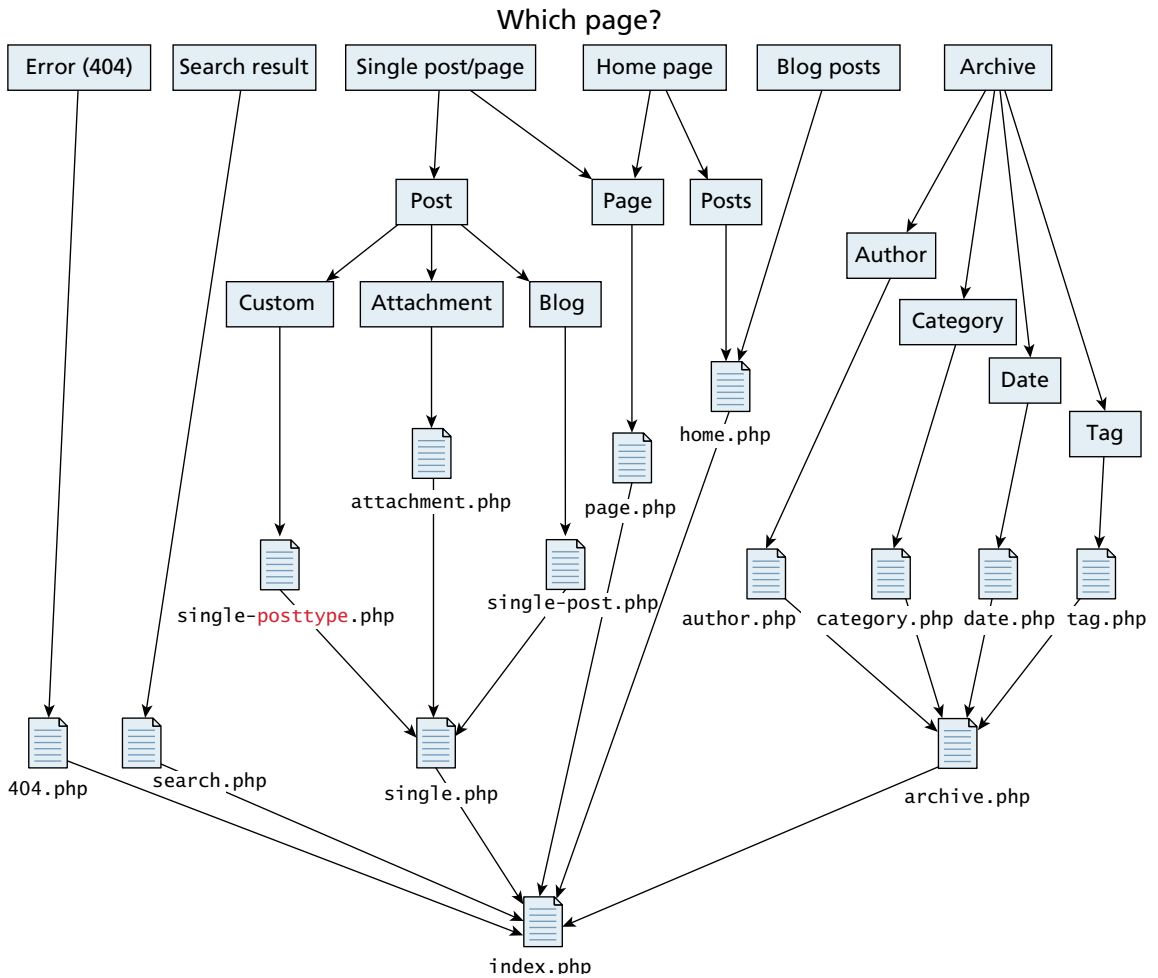 Which page?
Error (404)
Search result
Single post/page
Home page
Blog posts
Archive
Post
Page
Posts
Author
Custom
Attachment
Blog
Category
Date
Tag
home.php
attachment.php
page.php
single-posttype.php
single-post.php
author.php
category.php
date.php
tag.php
404.php
search.php
single.php
archive.php
index.php